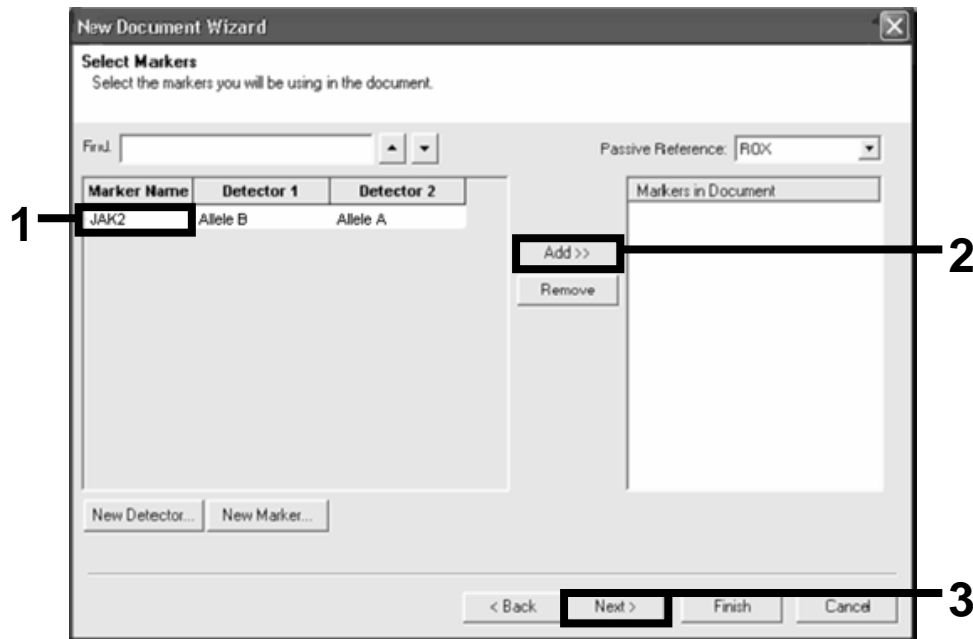 New Document Wizard
Select Markers
Select the markers you will be using in the document.
Find:
Passive Reference: ROX
Marker Name Detector 1 Detector 2
Markers in Document
1
JAK2 Allele B Allele A
Add >>
2
Remove
New Detector... New Marker...
< Back Next > Finish Cancel
3